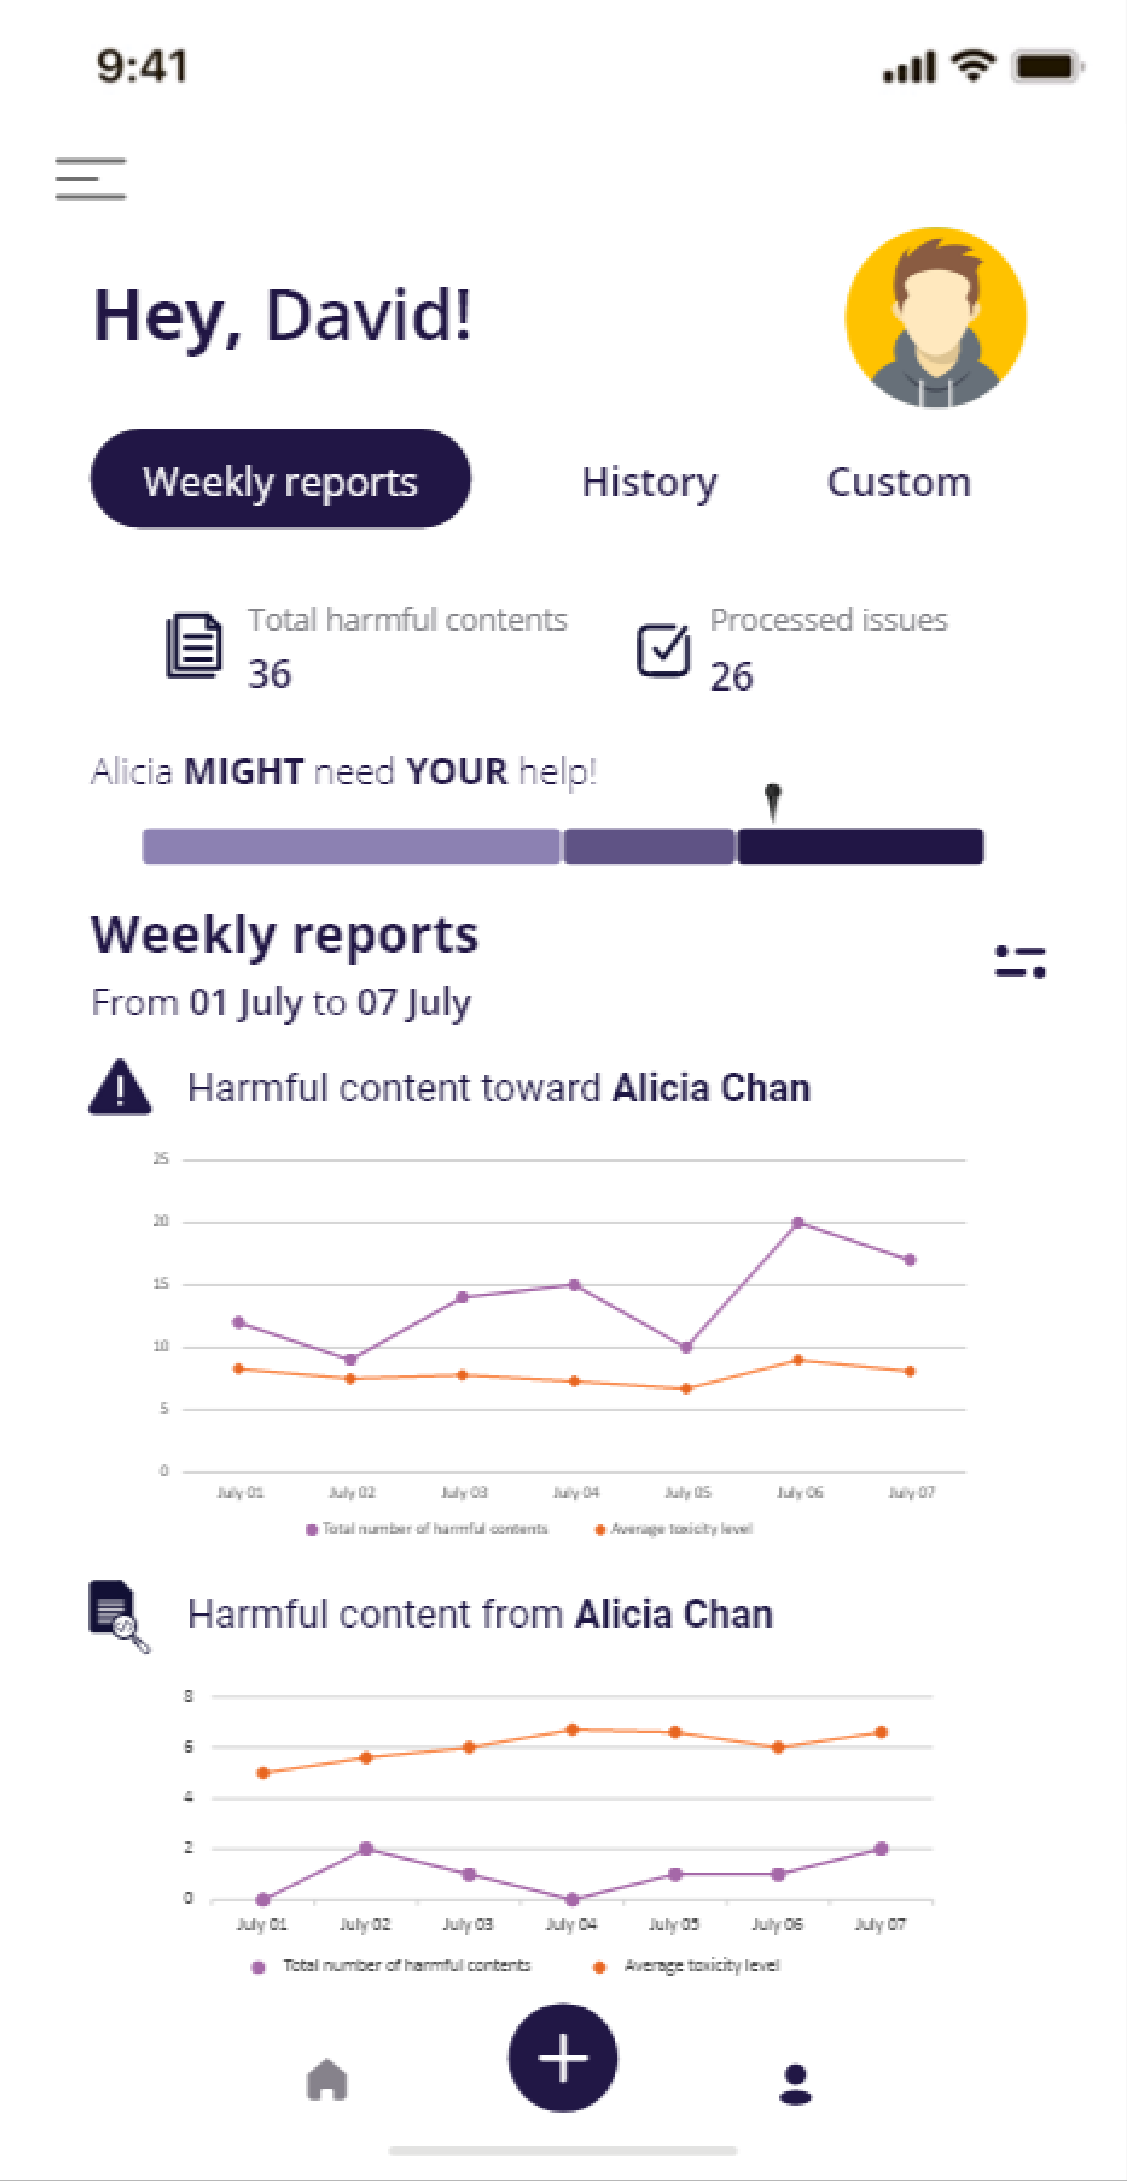 9:41
Hey, David!
Weekly reports
History
Custom
Total harmful contents
36
Processed issues
26
Alicia MIGHT need YOUR help!
Weekly reports
From 01 July to 07 July
Harmful content toward Alicia Chan
25
20
15
10
5
0
July 01 July 02 July 03 July 04 July 05 July 06 July 07
Total number of harmful contents Average toxicity level
Harmful content from Alicia Chan
8
6
4
2
0
July 01 July 02 July 03 July 04 July 05 July 06 July 07
Total number of harmful contents Average toxicity level